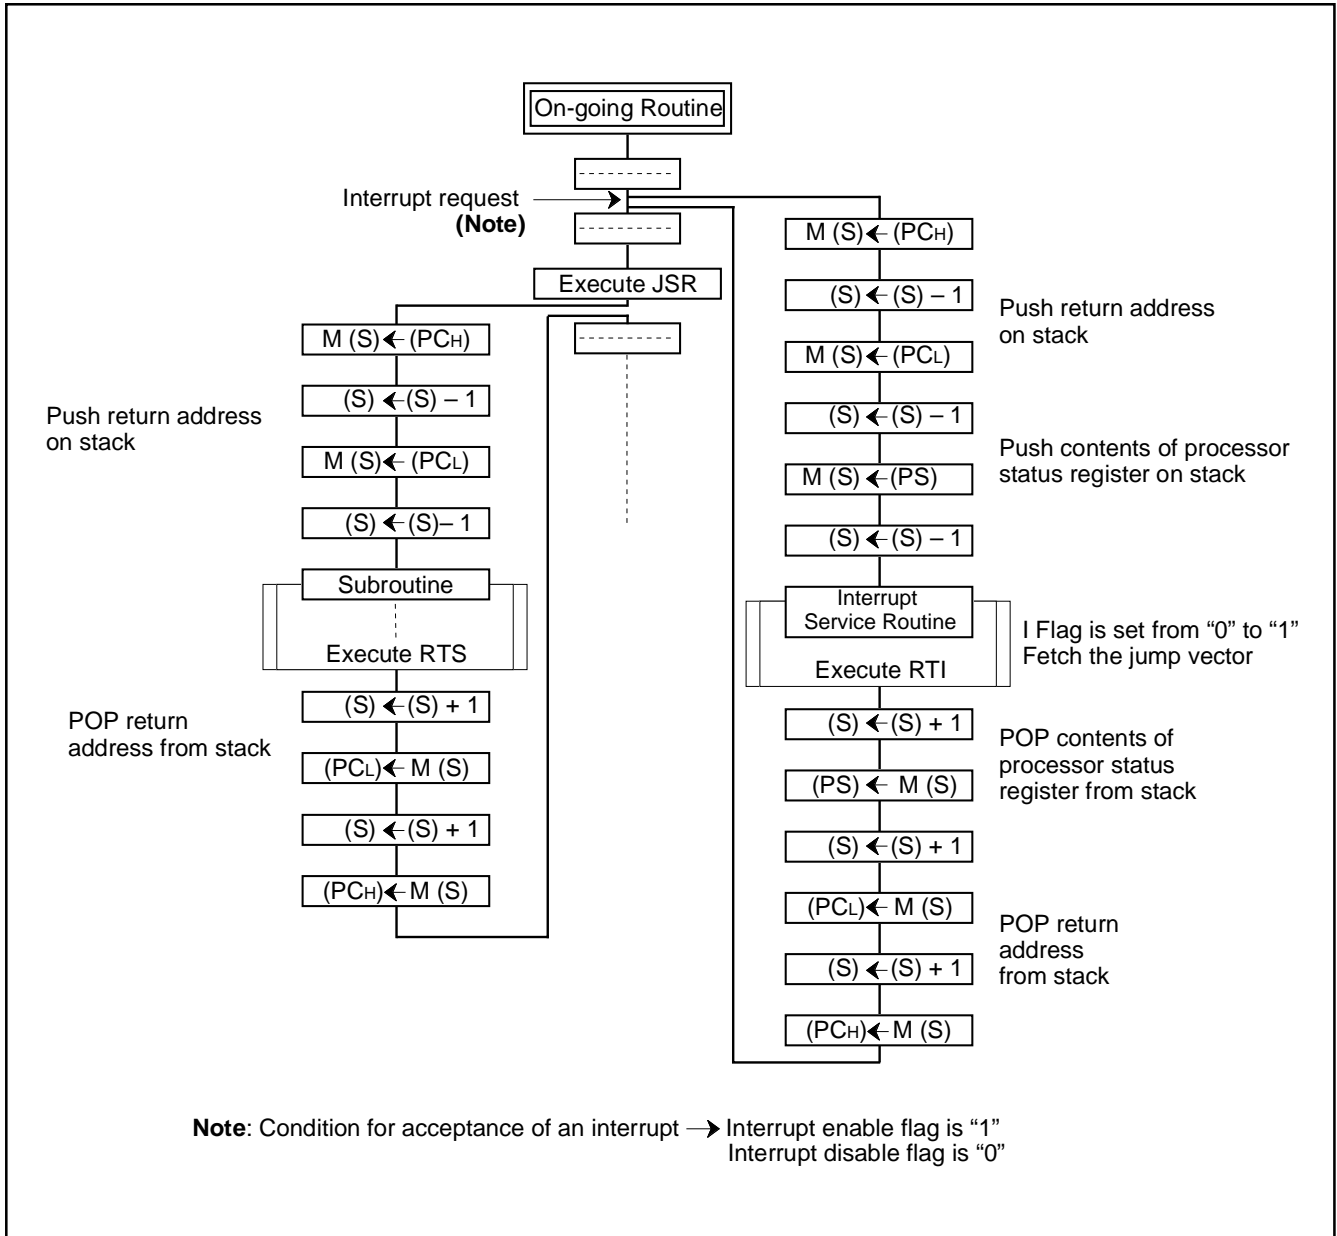 On-going Routine
Interrupt request
(Note)
Execute JSR
M (S) ← (PCH)
(S) ← (S) – 1
M (S) ← (PCL)
(S) ← (S)– 1
Push return address
on stack
Subroutine
Execute RTS
POP return
address from stack
(S) ← (S) + 1
(PCL) ← M (S)
(S) ← (S) + 1
(PCH) ← M (S)
M (S) ← (PCH)
(S) ← (S) – 1
M (S) ← (PCL)
(S) ← (S) – 1
Push return address
on stack
M (S) ← (PS)
(S) ← (S) – 1
Push contents of processor
status register on stack
Interrupt
Service Routine
Execute RTI
I Flag is set from “0” to “1”
Fetch the jump vector
(S) ← (S) + 1
(PS) ← M (S)
POP contents of
processor status
register from stack
(S) ← (S) + 1
(PCL) ← M (S)
(S) ← (S) + 1
(PCH) ← M (S)
POP return
address
from stack
Note: Condition for acceptance of an interrupt → Interrupt enable flag is “1”
Interrupt disable flag is “0”